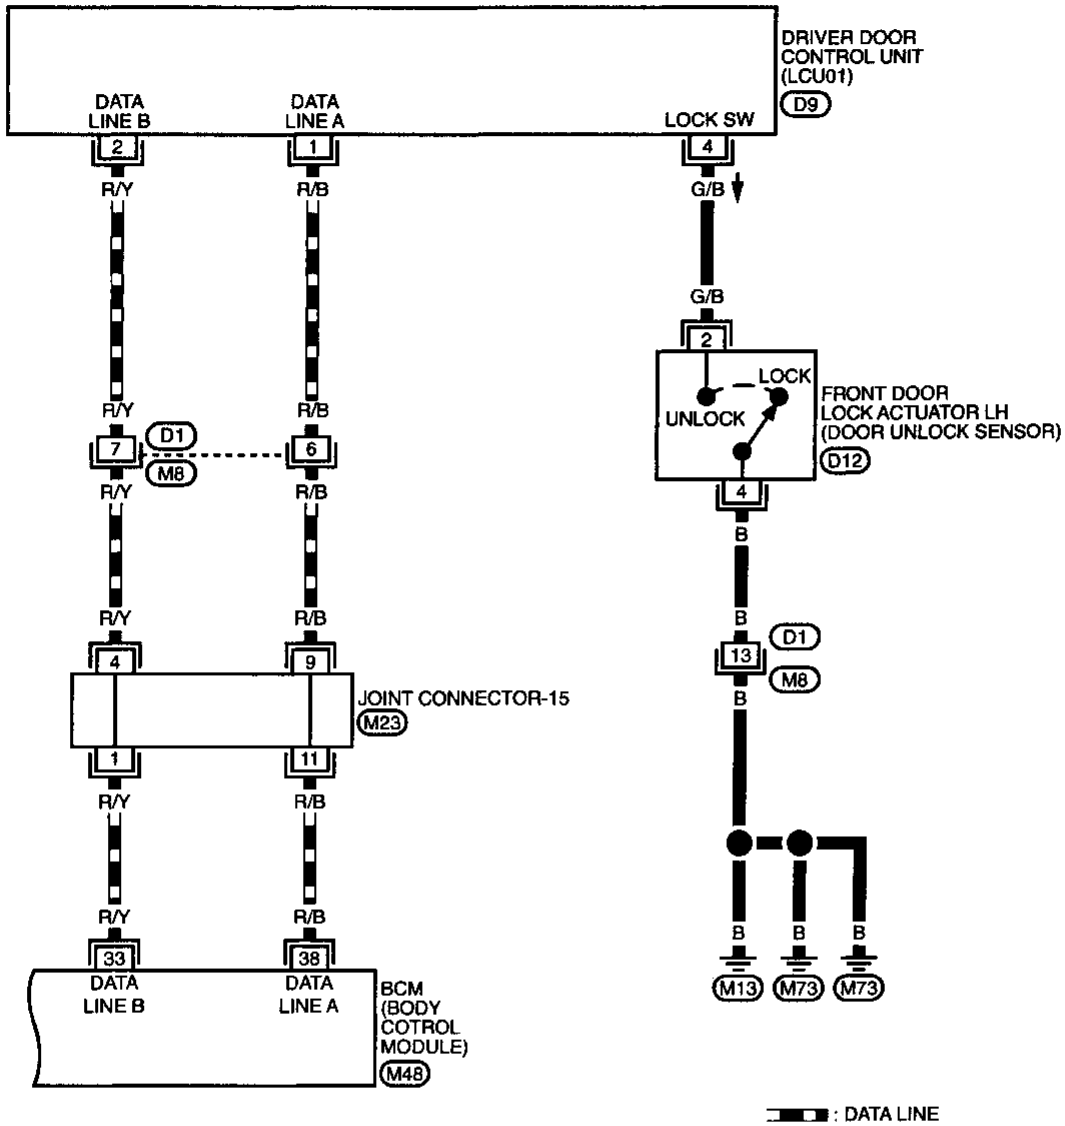 DRIVER DOOR
CONTROL UNIT
(LCU01)
D9
DATA
LINE B
DATA
LINE A
LOCK SW
2
1
4
R/Y
R/B
G/B
G/B
2
LOCK
UNLOCK
FRONT DOOR
LOCK ACTUATOR LH
(DOOR UNLOCK SENSOR)
D12
4
R/Y
R/B
7
D1
M8
6
R/Y
R/B
B
R/Y
R/B
B
4
9
13
D1
M8
B
JOINT CONNECTOR-15
M23
1
11
R/Y
R/B
R/Y
R/B
B
B
B
33
38
M13
M73
M73
DATA
LINE B
DATA
LINE A
BCM
(BODY
COTROL
MODULE)
M48
: DATA LINE